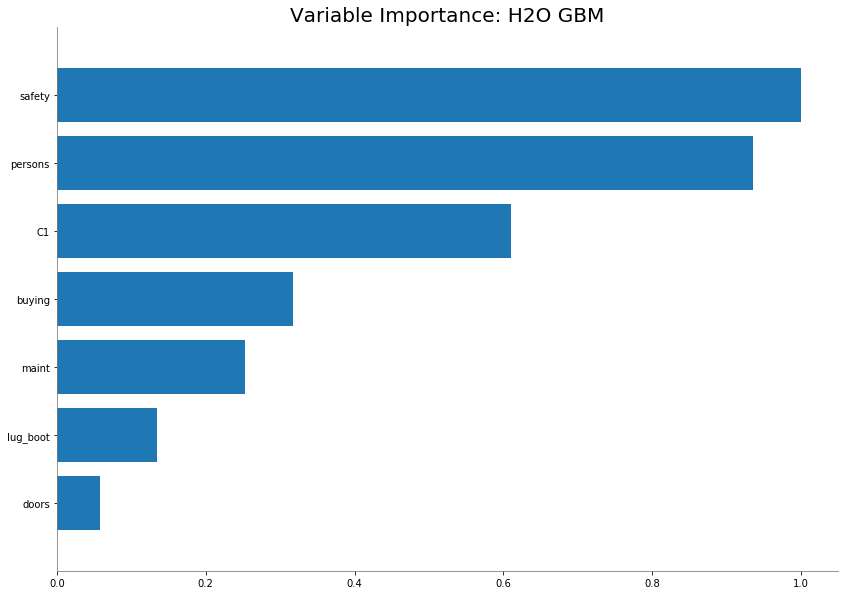 Variable Importance: H2O GBM
safety
persons
C1
buying
maint
lug_boot
doors
0.0 0.2 0.4 0.6 0.8 1.0